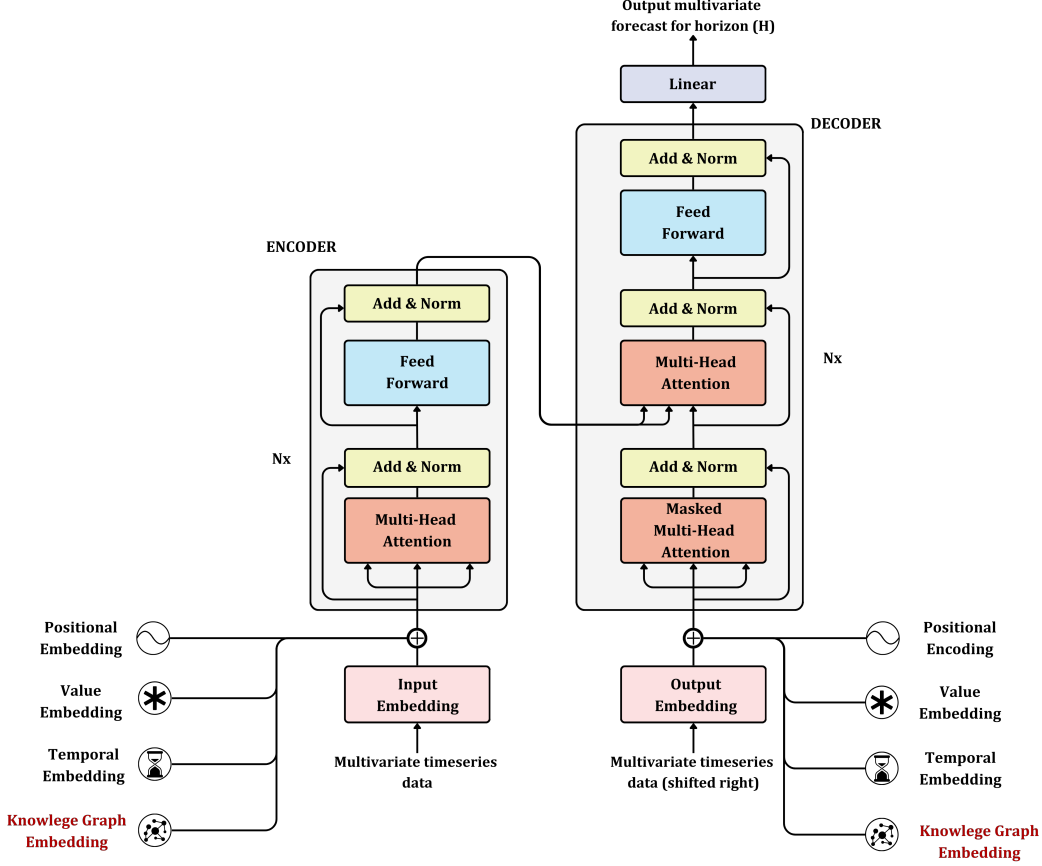 Output multivariate
forecast for horizon (H)
Linear
DECODER
Add & Norm
Feed
Forward
Add & Norm
Multi-Head
Attention
Nx
Add & Norm
Masked
Multi-Head
Attention
ENCODER
Add & Norm
Feed
Forward
Nx
Add & Norm
Multi-Head
Attention
Positional
Embedding
Value
Embedding
Temporal
Embedding
Knowlege Graph
Embedding
Input
Embedding
Multivariate timeseries
data
Output
Embedding
Multivariate timeseries
data (shifted right)
Positional
Encoding
Value
Embedding
Temporal
Embedding
Knowlege Graph
Embedding